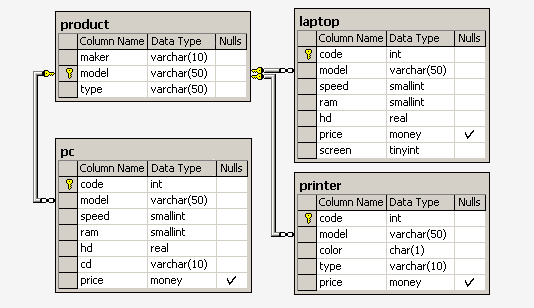 product
Column Name Data Type Nulls
maker varchar(10)
model varchar(50)
type varchar(50)
laptop
Column Name Data Type Nulls
code int
model varchar(50)
speed smallint
ram smallint
hd real
price money ✓
screen tinyint
pc
Column Name Data Type Nulls
code int
model varchar(50)
speed smallint
ram smallint
hd real
cd varchar(10)
price money ✓
printer
Column Name Data Type Nulls
code int
model varchar(50)
color char(1)
type varchar(10)
price money ✓